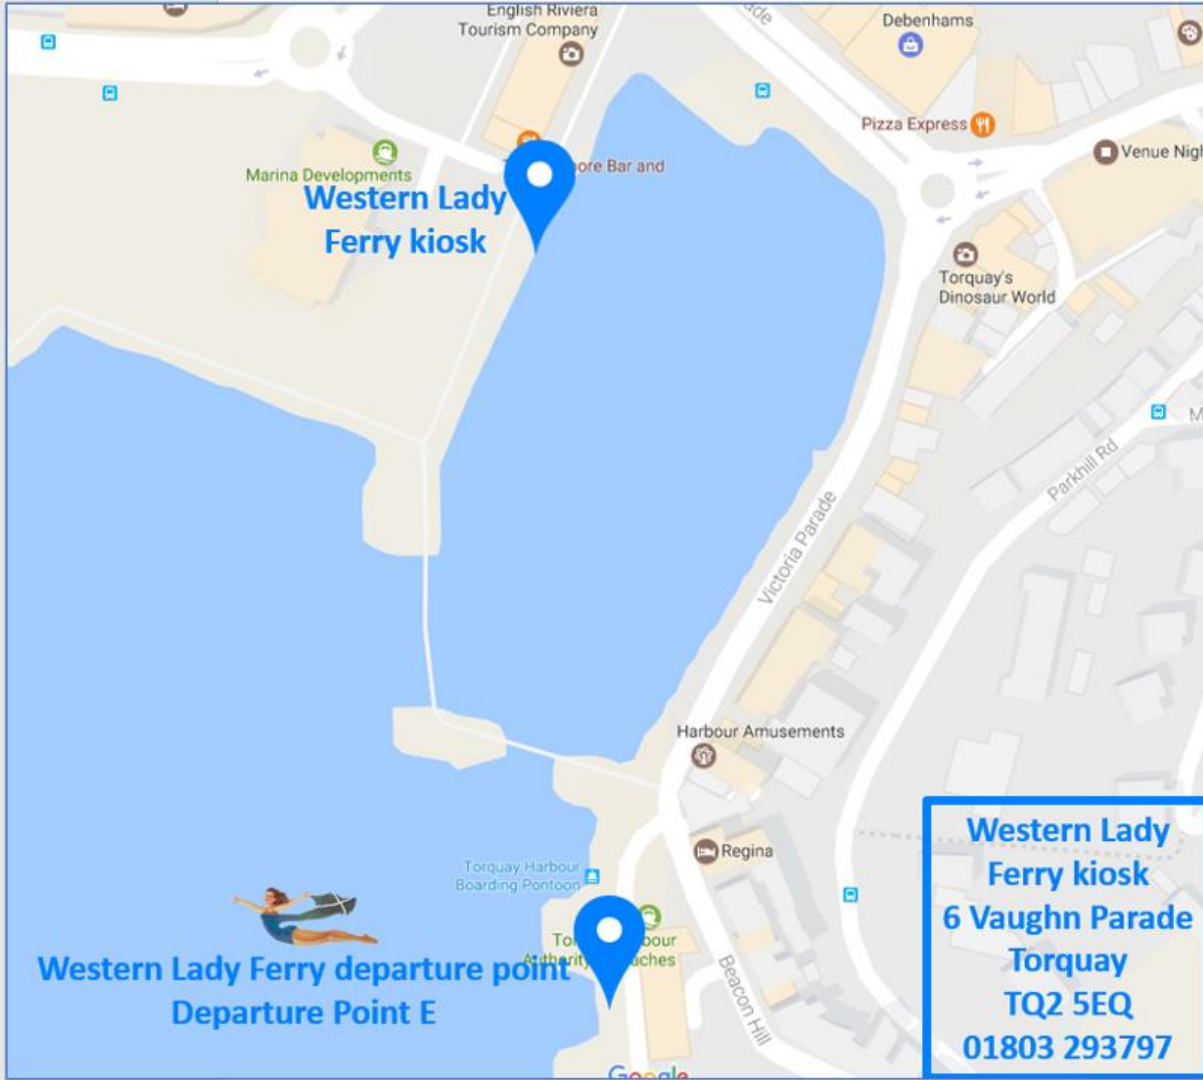 English Riviera
Tourism Company
Debenhams
Pizza Express
Venue
Marina Developments
ore Bar and
Western Lady
Ferry kiosk
Torquay's
Dinosaur World
Parkhill Rd
Victoria Parade
Harbour Amusements
Regina
Torquay Harbour
Boarding Pontoon
Western Lady Ferry departure point
Departure Point E
Beacon Hill
Western Lady
Ferry kiosk
6 Vaughn Parade
Torquay
TQ2 5EQ
01803 293797
Google